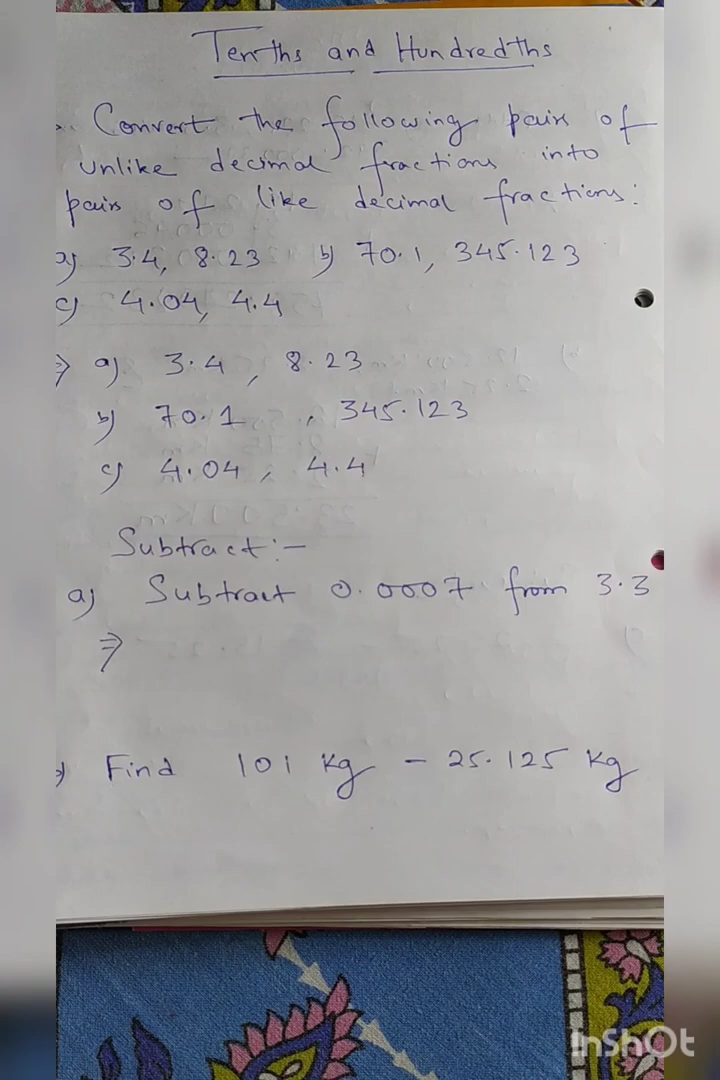 Tenths and Hundredths
Convert the following pair of
unlike decimal fractions into
pair of like decimal fractions:
a) 3.4, 8.23 b) 70.1, 345.123
c) 4.04, 4.4
⇒ a) 3.4, 8.23
b) 70.1, 345.123
c) 4.04, 4.4
Subtract:-
a) Subtract 0.0007 from 3.3
⇒
Find 101 kg - 25.125 kg
InShOt